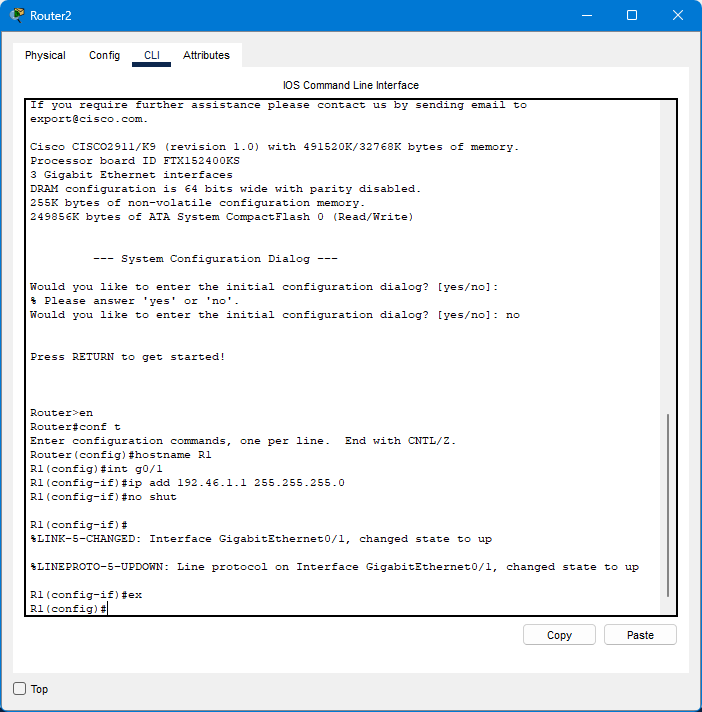 Router2
Physical Config CLI Attributes
IOS Command Line Interface
If you require further assistance please contact us by sending email to
export@cisco.com.
Cisco CISCO2911/K9 (revision 1.0) with 491520K/32768K bytes of memory.
Processor board ID FTX152400KS
3 Gigabit Ethernet interfaces
DRAM configuration is 64 bits wide with parity disabled.
255K bytes of non-volatile configuration memory.
249856K bytes of ATA System CompactFlash 0 (Read/Write)
--- System Configuration Dialog ---
Would you like to enter the initial configuration dialog? [yes/no]:
% Please answer 'yes' or 'no'.
Would you like to enter the initial configuration dialog? [yes/no]: no
Press RETURN to get started!
Router>en
Router#conf t
Enter configuration commands, one per line.  End with CNTL/Z.
Router(config)#hostname R1
R1(config)#int g0/1
R1(config-if)#ip add 192.46.1.1 255.255.255.0
R1(config-if)#no shut
R1(config-if)#
%LINK-5-CHANGED: Interface GigabitEthernet0/1, changed state to up
%LINEPROTO-5-UPDOWN: Line protocol on Interface GigabitEthernet0/1, changed state to up
R1(config-if)#ex
R1(config)#
Copy Paste
Top